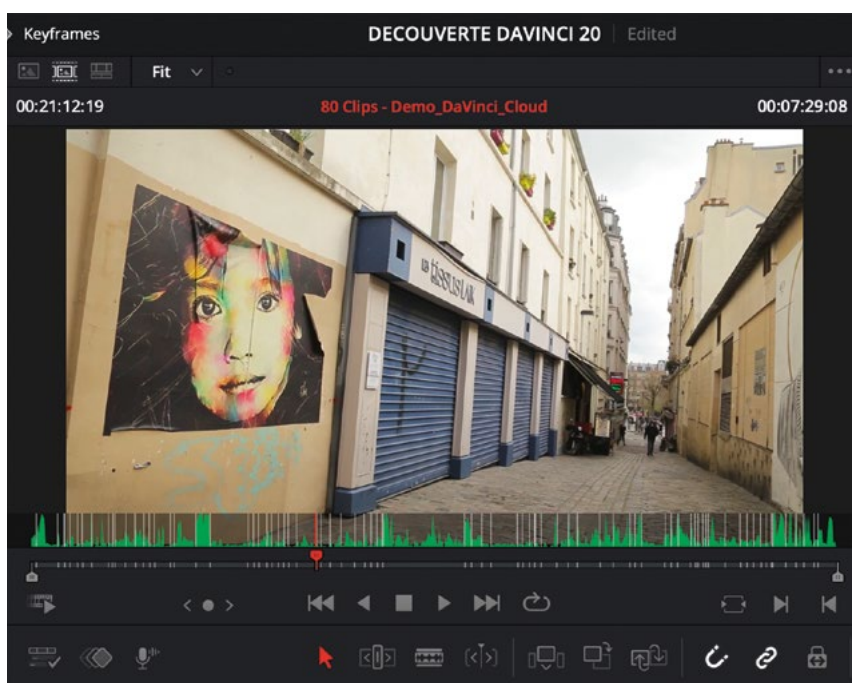 Keyframes
DECOUVERTE DAVINCI 20 | Edited
Fit
00:21:12:19 80 Clips - Demo_DaVinci_Cloud 00:07:29:08